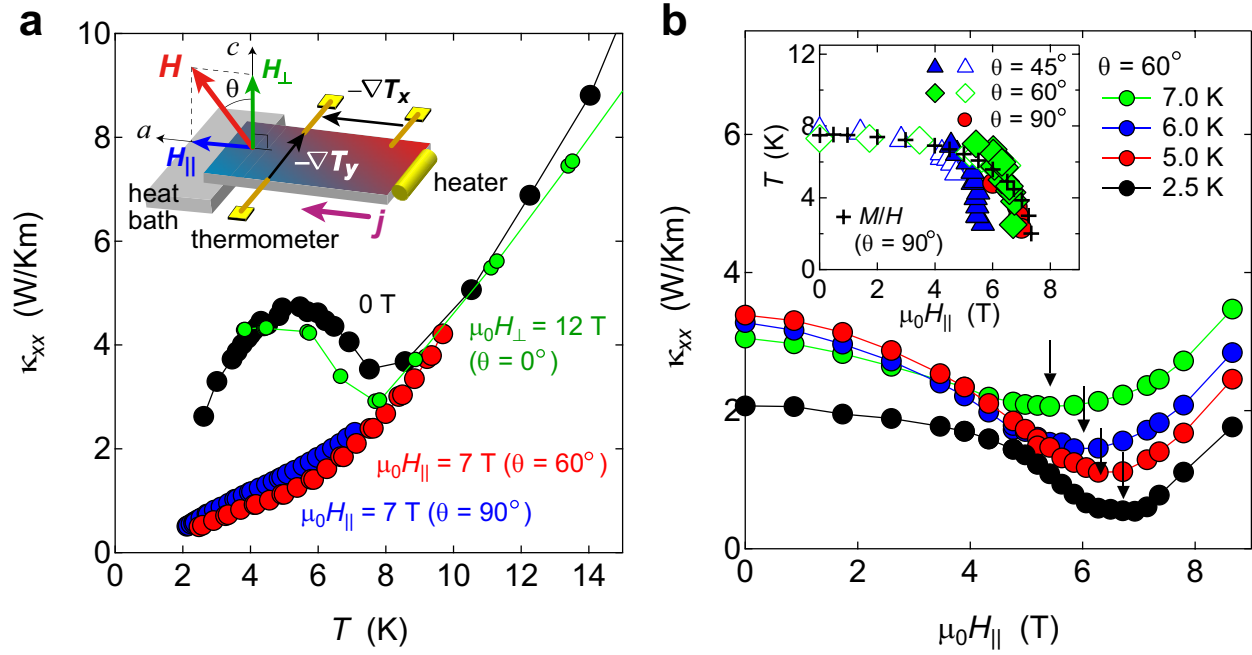 a
10
8
6
4
2
0
κxx (W/Km)
0
2
4
6
8
10
12
14
T (K)
H
c
H⊥
θ
a
H||
−∇Tx
−∇Ty
heater
heat
bath
thermometer
j
0 T
μ0H⊥ = 12 T
(θ = 0°)
μ0H|| = 7 T (θ = 60°)
μ0H|| = 7 T (θ = 90°)
b
6
4
2
0
κxx (W/Km)
0
2
4
6
8
μ0H|| (T)
12
8
4
0
T (K)
0
2
4
6
8
μ0H|| (T)
θ = 45°
θ = 60°
θ = 90°
M/H
(θ = 90°)
θ = 60°
7.0 K
6.0 K
5.0 K
2.5 K